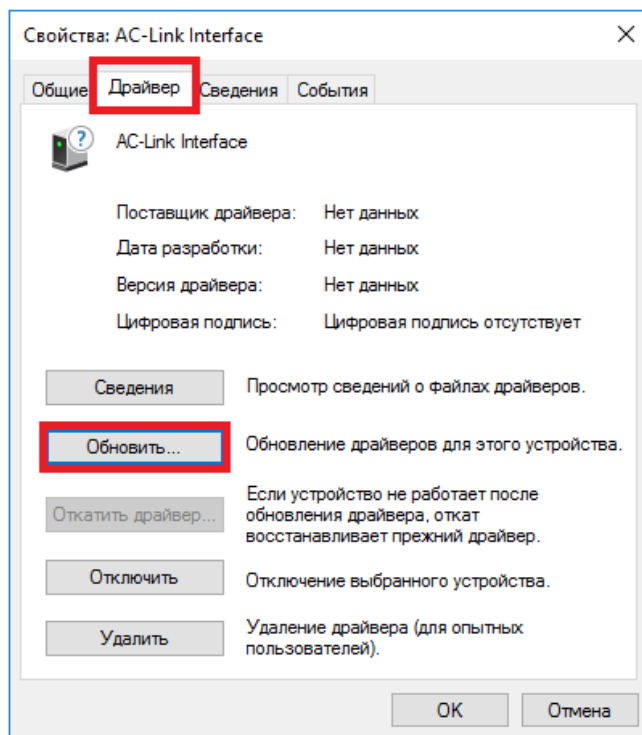 Свойства: AC-Link Interface
Общие Драйвер Сведения События
AC-Link Interface
Поставщик драйвера: Нет данных
Дата разработки: Нет данных
Версия драйвера: Нет данных
Цифровая подпись: Цифровая подпись отсутствует
Сведения Просмотр сведений о файлах драйверов.
Обновить... Обновление драйверов для этого устройства.
Откатить драйвер... Если устройство не работает после
обновления драйвера, откат
восстанавливает прежний драйвер.
Отключить Отключение выбранного устройства.
Удалить Удаление драйвера (для опытных
пользователей).
OK Отмена